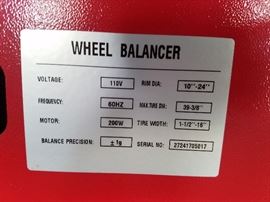 WHEEL BALANCER
VOLTAGE: 110V RIM DIA: 10"-24"
FREQUENCY: 60HZ MAX.TIRE DIA: 39-3/8"
MOTOR: 200W TIRE WIDTH: 1-1/2"-16"
BALANCE PRECISION: ±1g SERIAL NO: 27241705017